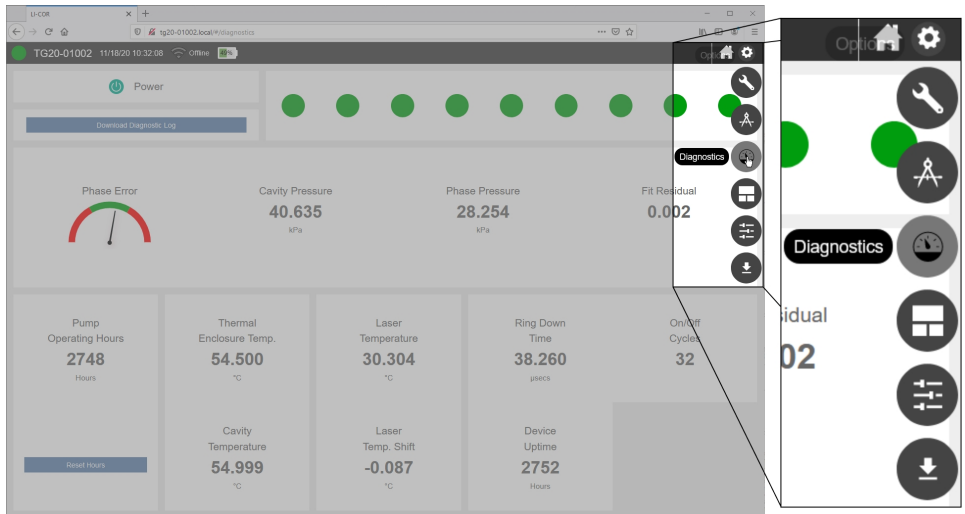 LI-COR
tg20-01002.local/#/diagnostics
TG20-01002 11/18/20 10:32:08 Offline
Options
Power
Download Diagnostic Log
Diagnostics
Phase Error
Cavity Pressure
40.635
kPa
Phase Pressure
28.254
kPa
Fit Residual
0.002
Pump
Operating Hours
2748
Hours
Thermal
Enclosure Temp.
54.500
°C
Laser
Temperature
30.304
°C
Ring Down
Time
38.260
µsecs
On/Off
Cycles
32
Reset Hours
Cavity
Temperature
54.999
°C
Laser
Temp. Shift
-0.087
°C
Device
Uptime
2752
Hours
Options
Diagnostics
sidual
02